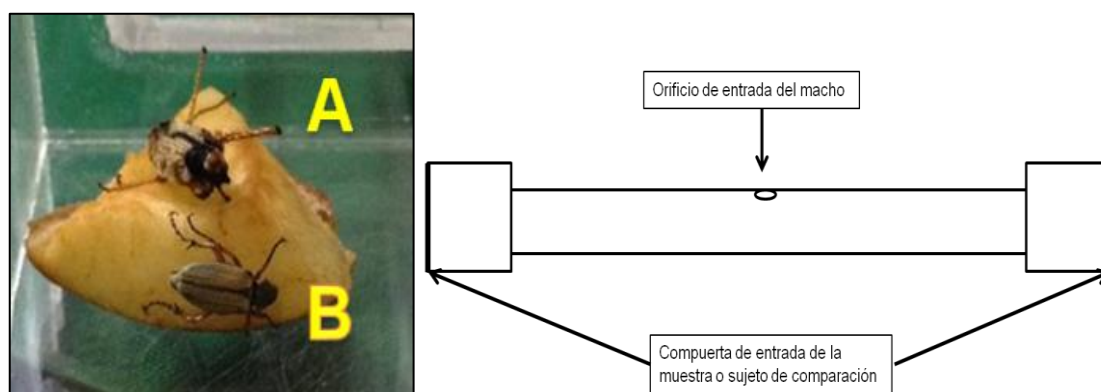 A
B
Orificio de entrada del macho
Compuerta de entrada de la
muestra o sujeto de comparación